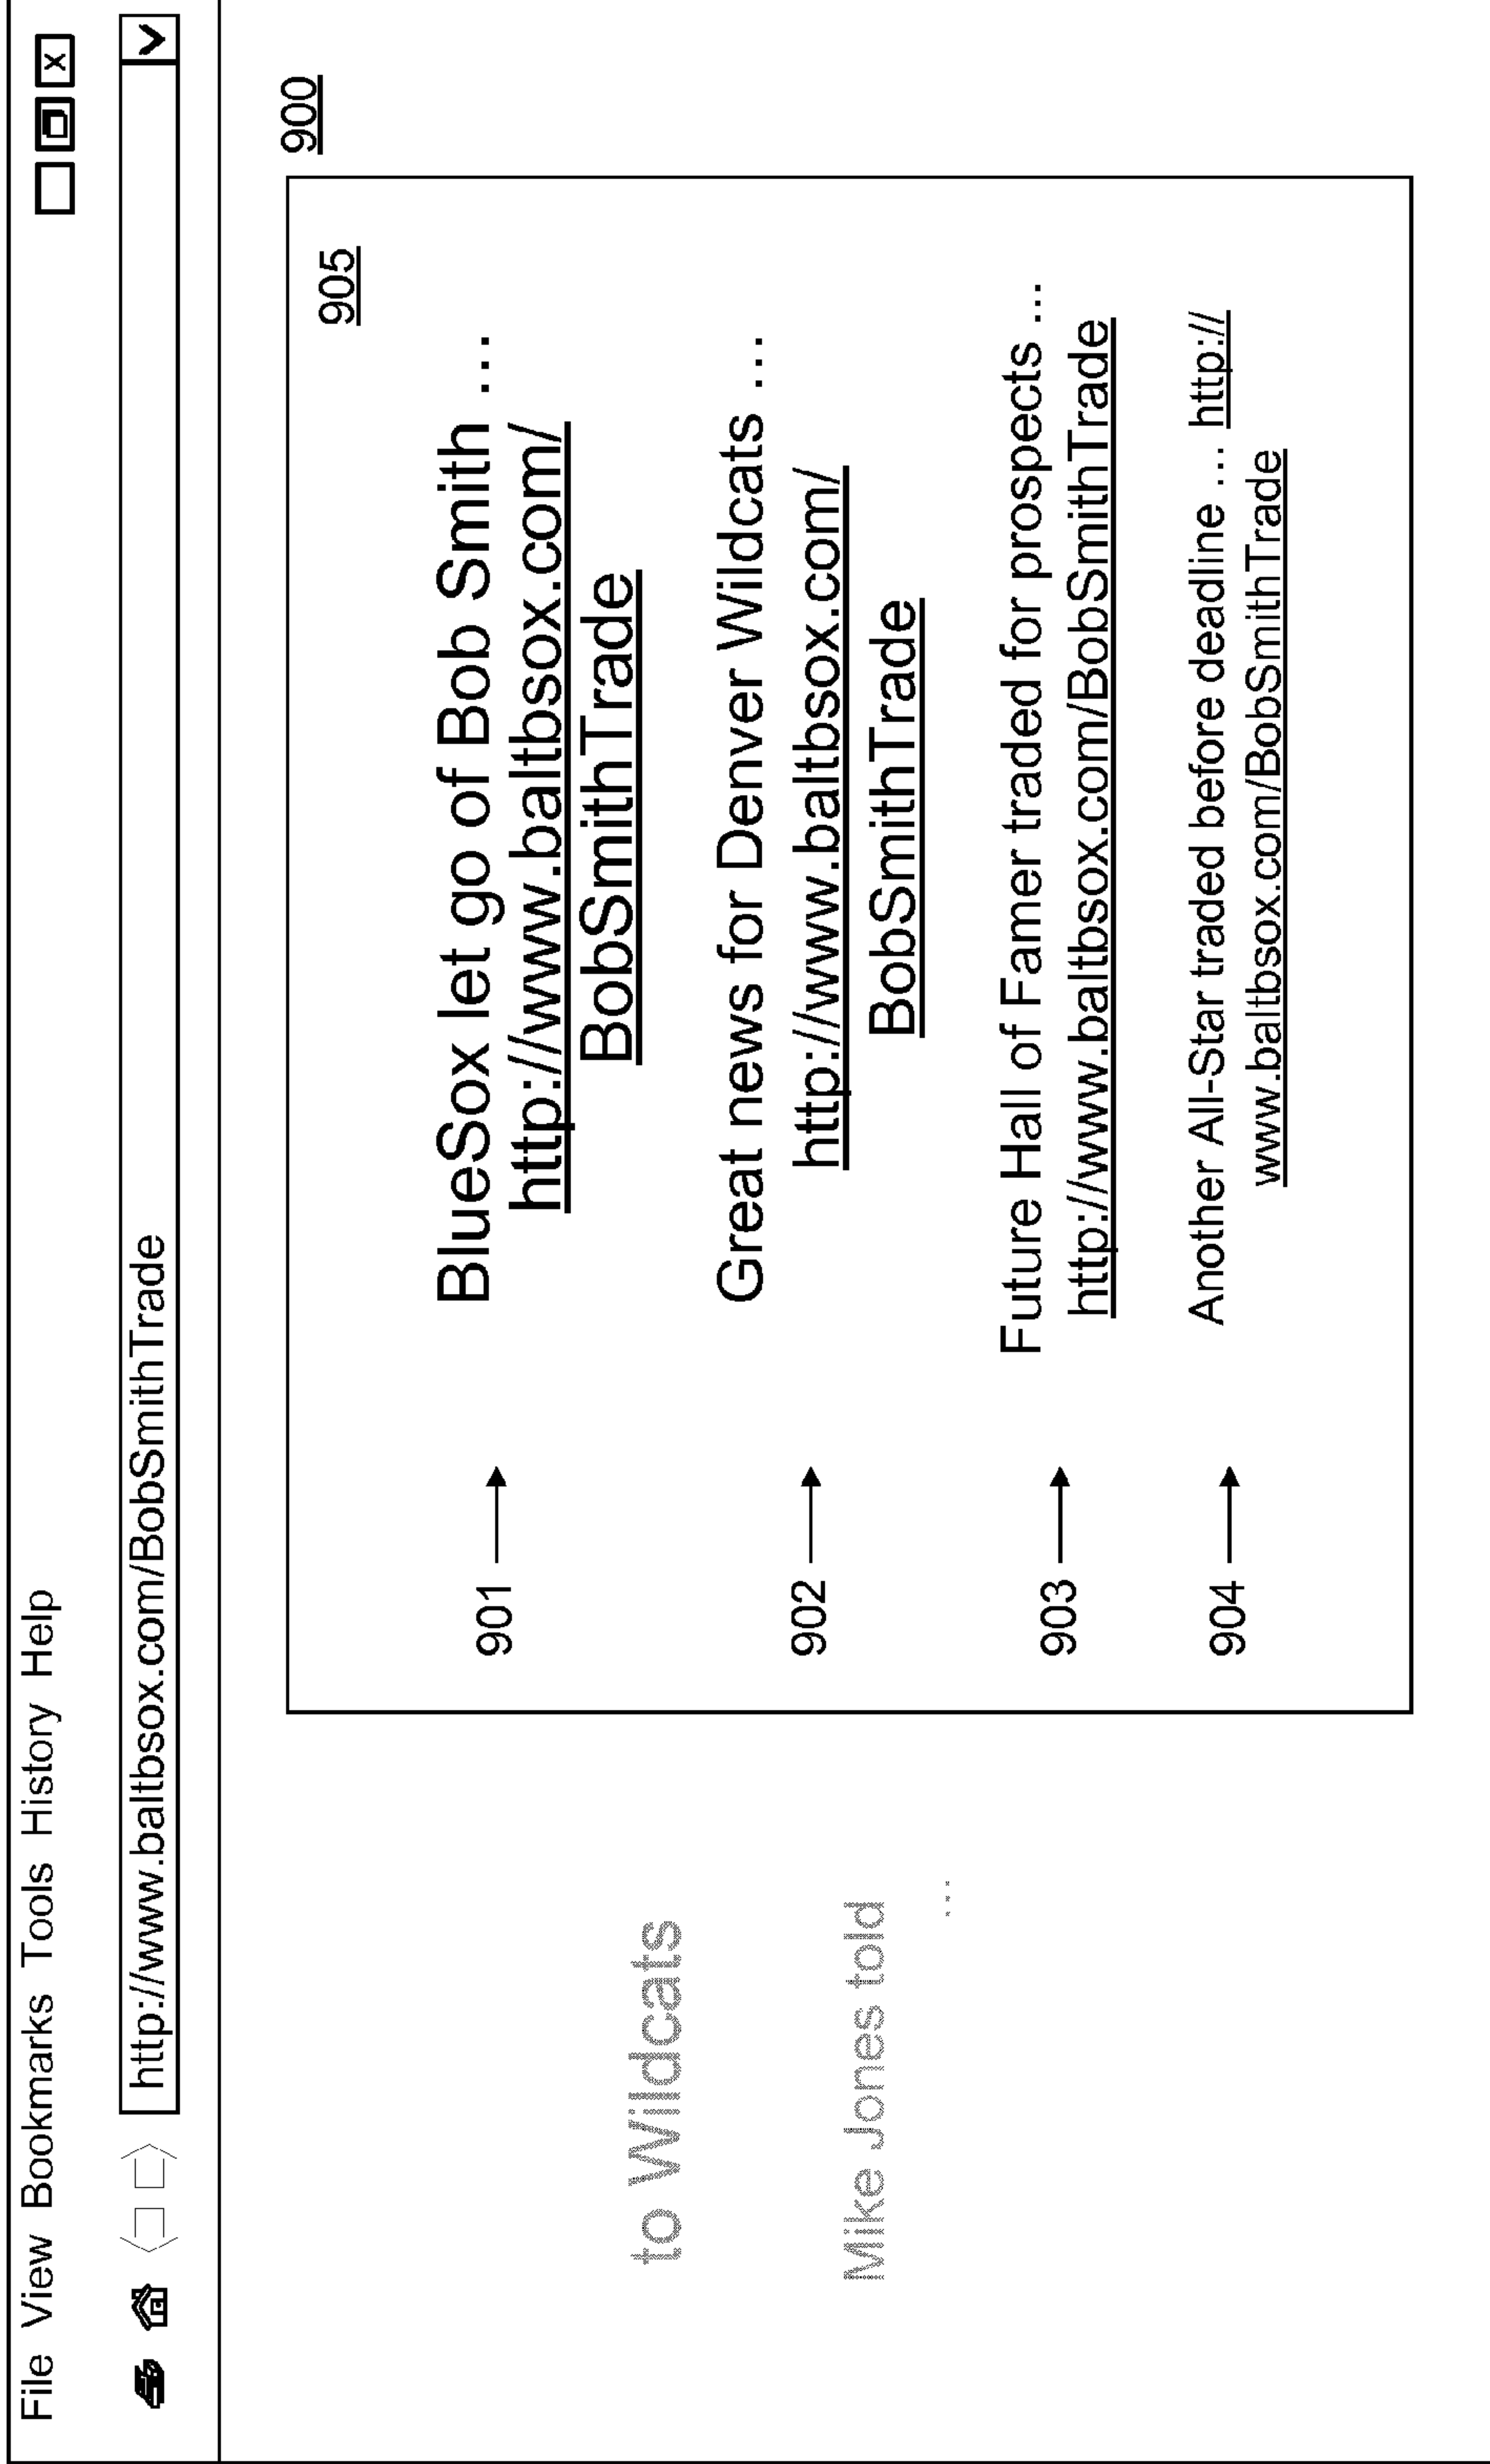 File View Bookmarks Tools History Help
x
http://www.baltbsox.com/BobSmithTrade
900
905
to Wildcats
Mike Jones told
...
901
BlueSox let go of Bob Smith ...
http://www.baltbsox.com/
BobSmithTrade
902
Great news for Denver Wildcats ...
http://www.baltbsox.com/
BobSmithTrade
903
Future Hall of Famer traded for prospects ...
http://www.baltbsox.com/BobSmithTrade
904
Another All-Star traded before deadline ... http://
www.baltbsox.com/BobSmithTrade